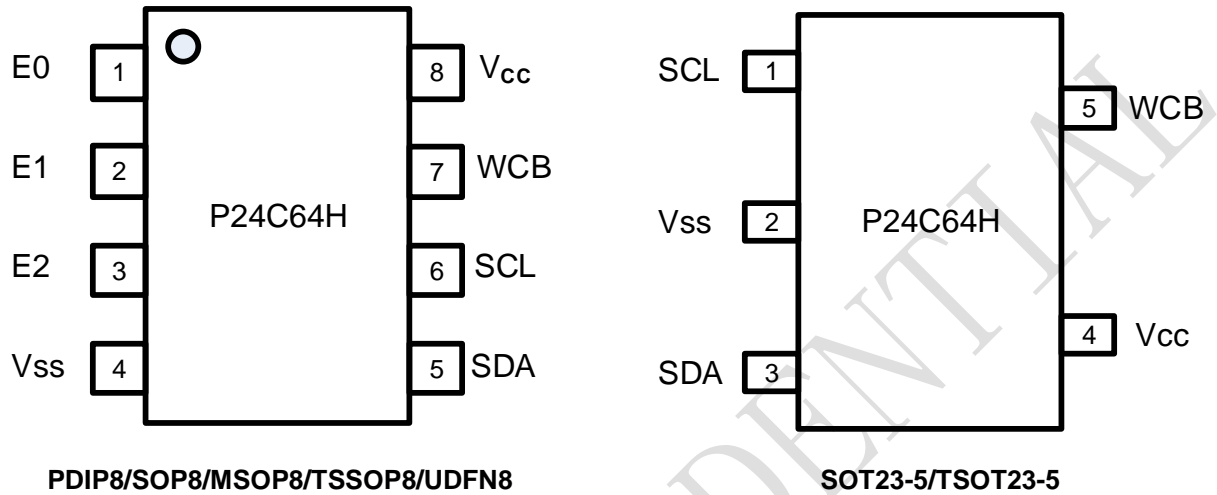 E0 1 8 Vcc
E1 2 7 WCB
E2 3 6 SCL
Vss 4 5 SDA
P24C64H
PDIP8/SOP8/MSOP8/TSSOP8/UDFN8
SCL 1
5 WCB
Vss 2
P24C64H
4 Vcc
SDA 3
SOT23-5/TSOT23-5
DENTIAL